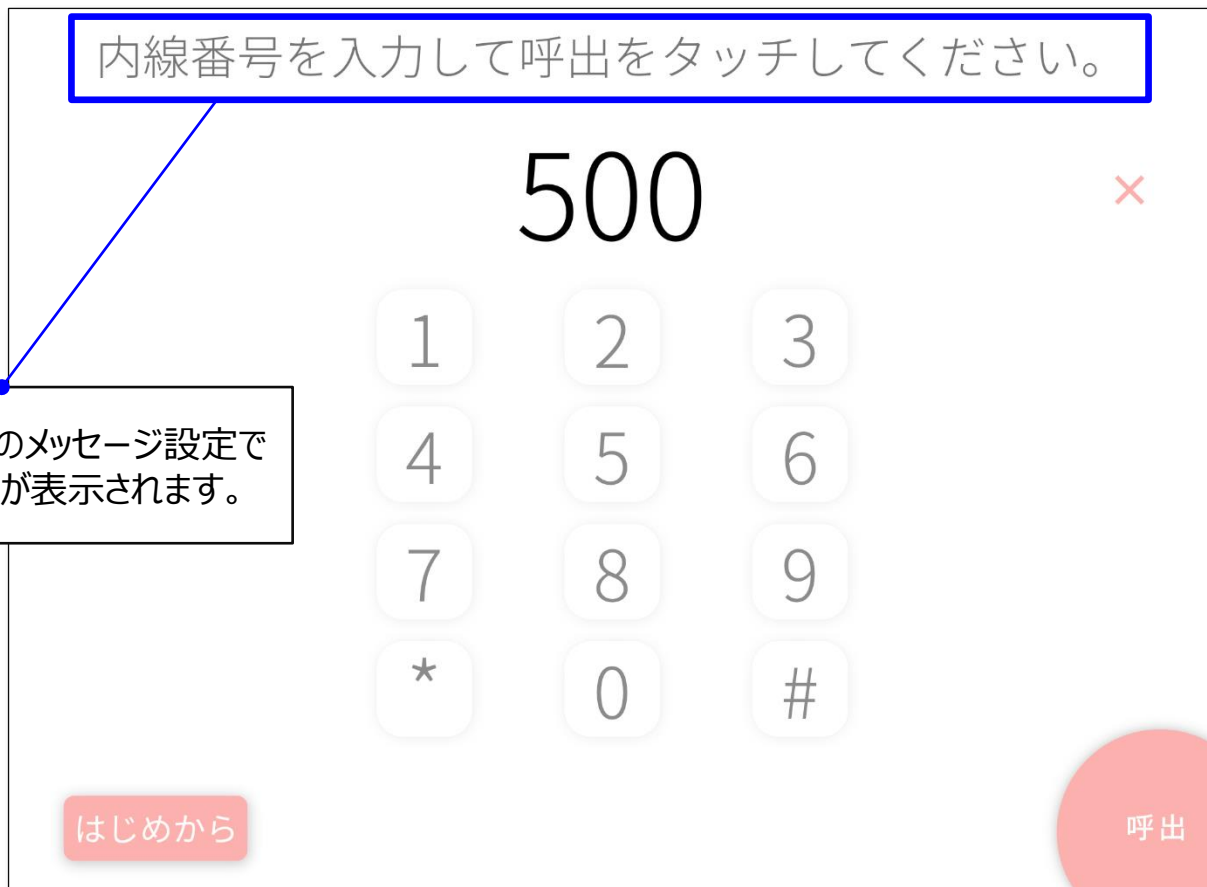 内線番号を入力して呼出をタッチしてください。
500
×
1 2 3
のメッセージ設定で
が表示されます。
4 5 6
7 8 9
* 0 #
はじめから
呼出